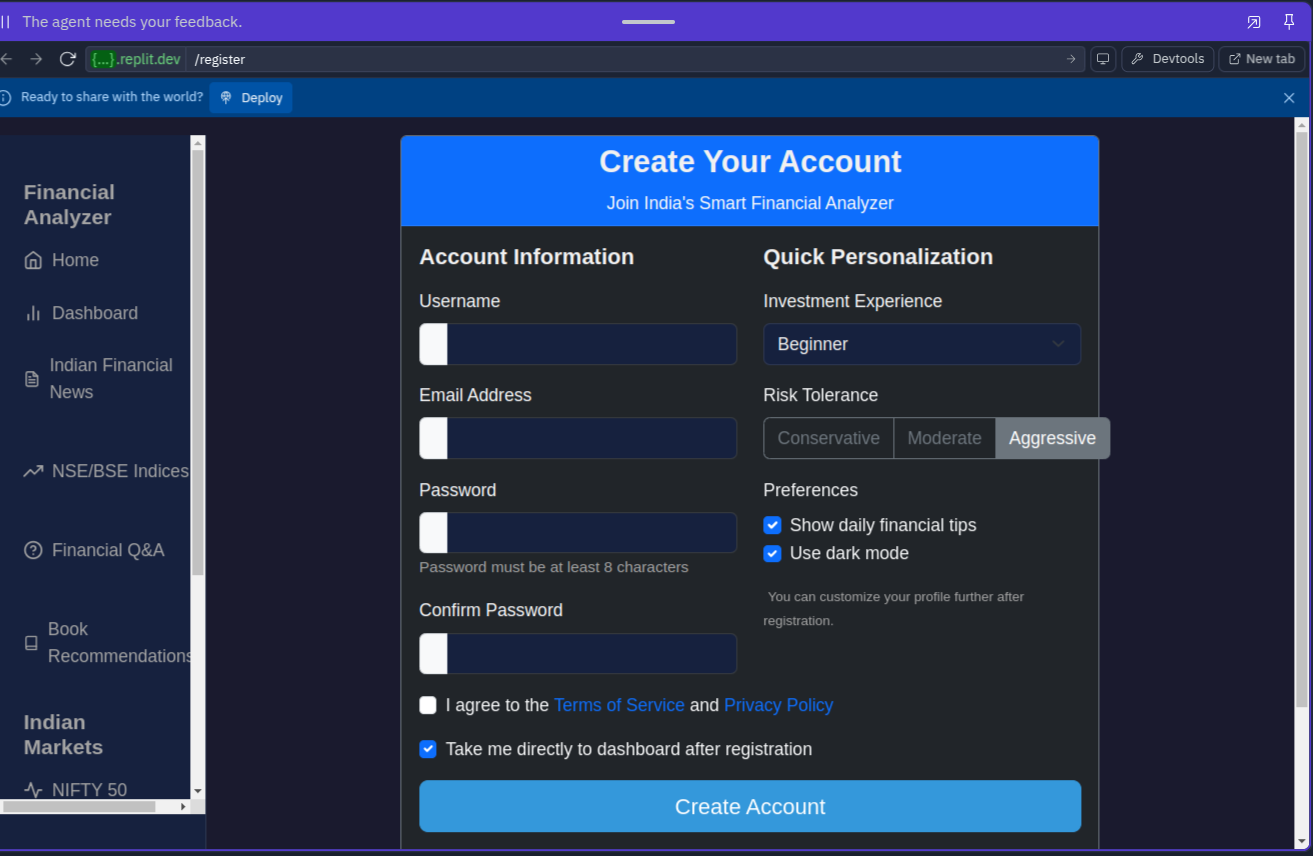 The agent needs your feedback.
{...}.replit.dev /register
Devtools
New tab
Ready to share with the world?
Deploy
Financial
Analyzer
Home
Dashboard
Indian Financial
News
NSE/BSE Indices
Financial Q&A
Book
Recommendations
Indian
Markets
NIFTY 50
Create Your Account
Join India's Smart Financial Analyzer
Account Information
Username
Email Address
Password
Password must be at least 8 characters
Confirm Password
Quick Personalization
Investment Experience
Beginner
Risk Tolerance
Conservative Moderate Aggressive
Preferences
Show daily financial tips
Use dark mode
You can customize your profile further after
registration.
I agree to the Terms of Service and Privacy Policy
Take me directly to dashboard after registration
Create Account